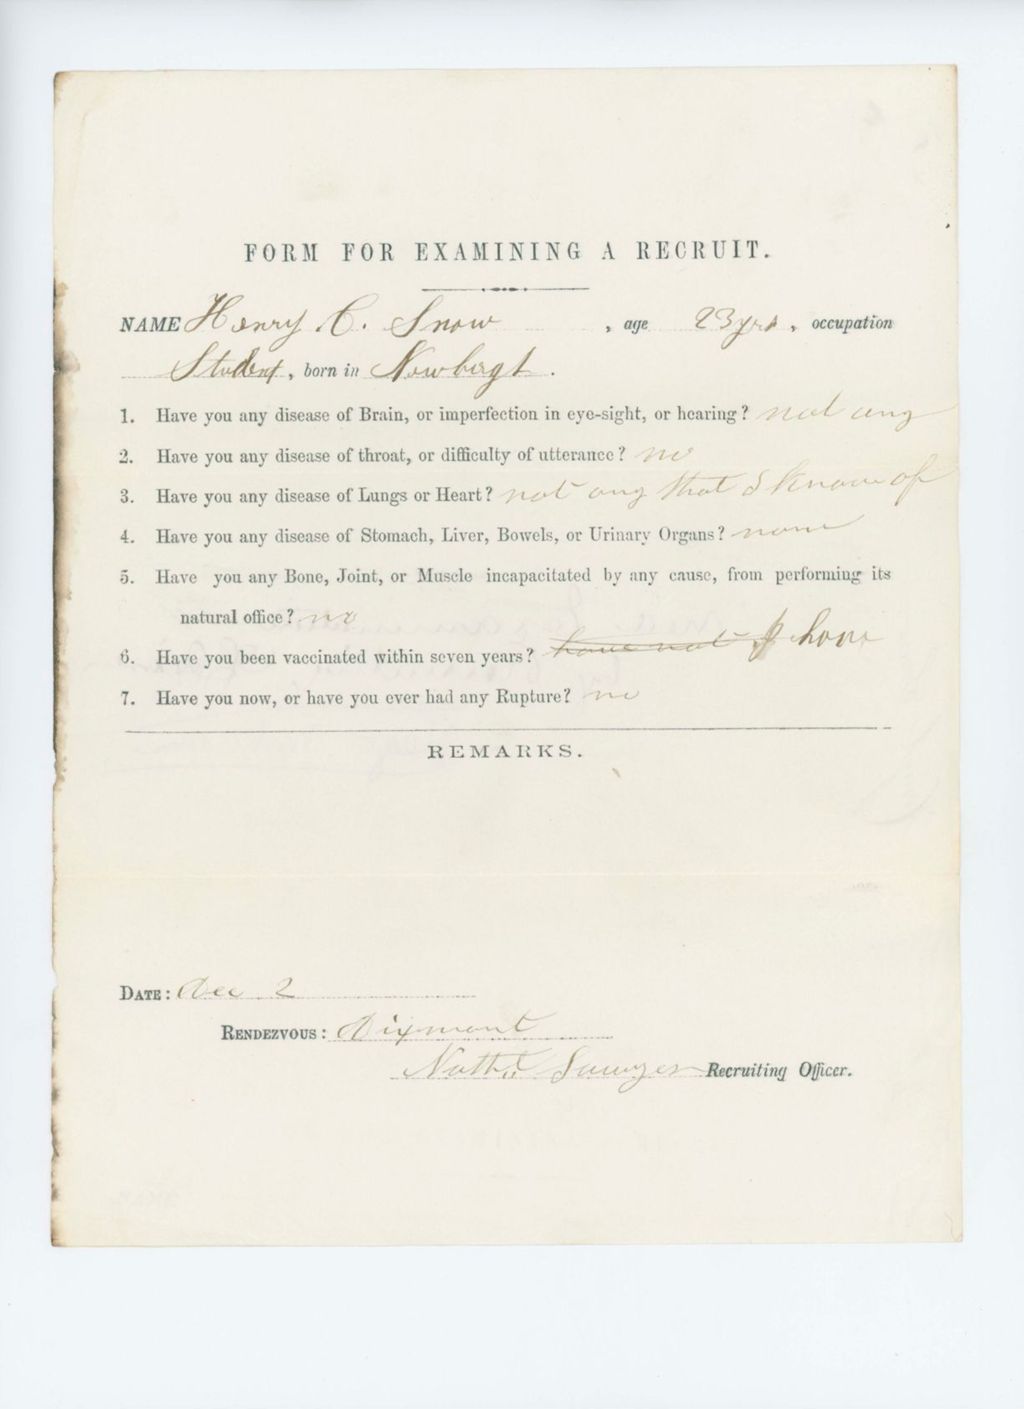 FORM FOR EXAMINING A RECRUIT.
NAME Henry C. Snow , age 23 yrs , occupation
Student , born in Newburgt .
1. Have you any disease of Brain, or imperfection in eye-sight, or hearing? not any
2. Have you any disease of throat, or difficulty of utterance? no
3. Have you any disease of Lungs or Heart? not any that I know of
4. Have you any disease of Stomach, Liver, Bowels, or Urinary Organs? none
5. Have you any Bone, Joint, or Muscle incapacitated by any cause, from performing its
natural office? no
6. Have you been vaccinated within seven years? have not I have
7. Have you now, or have you ever had any Rupture? no
REMARKS.
DATE: Dec 2
RENDEZVOUS: Dixmont
Nathl Sawyer Recruiting Officer.